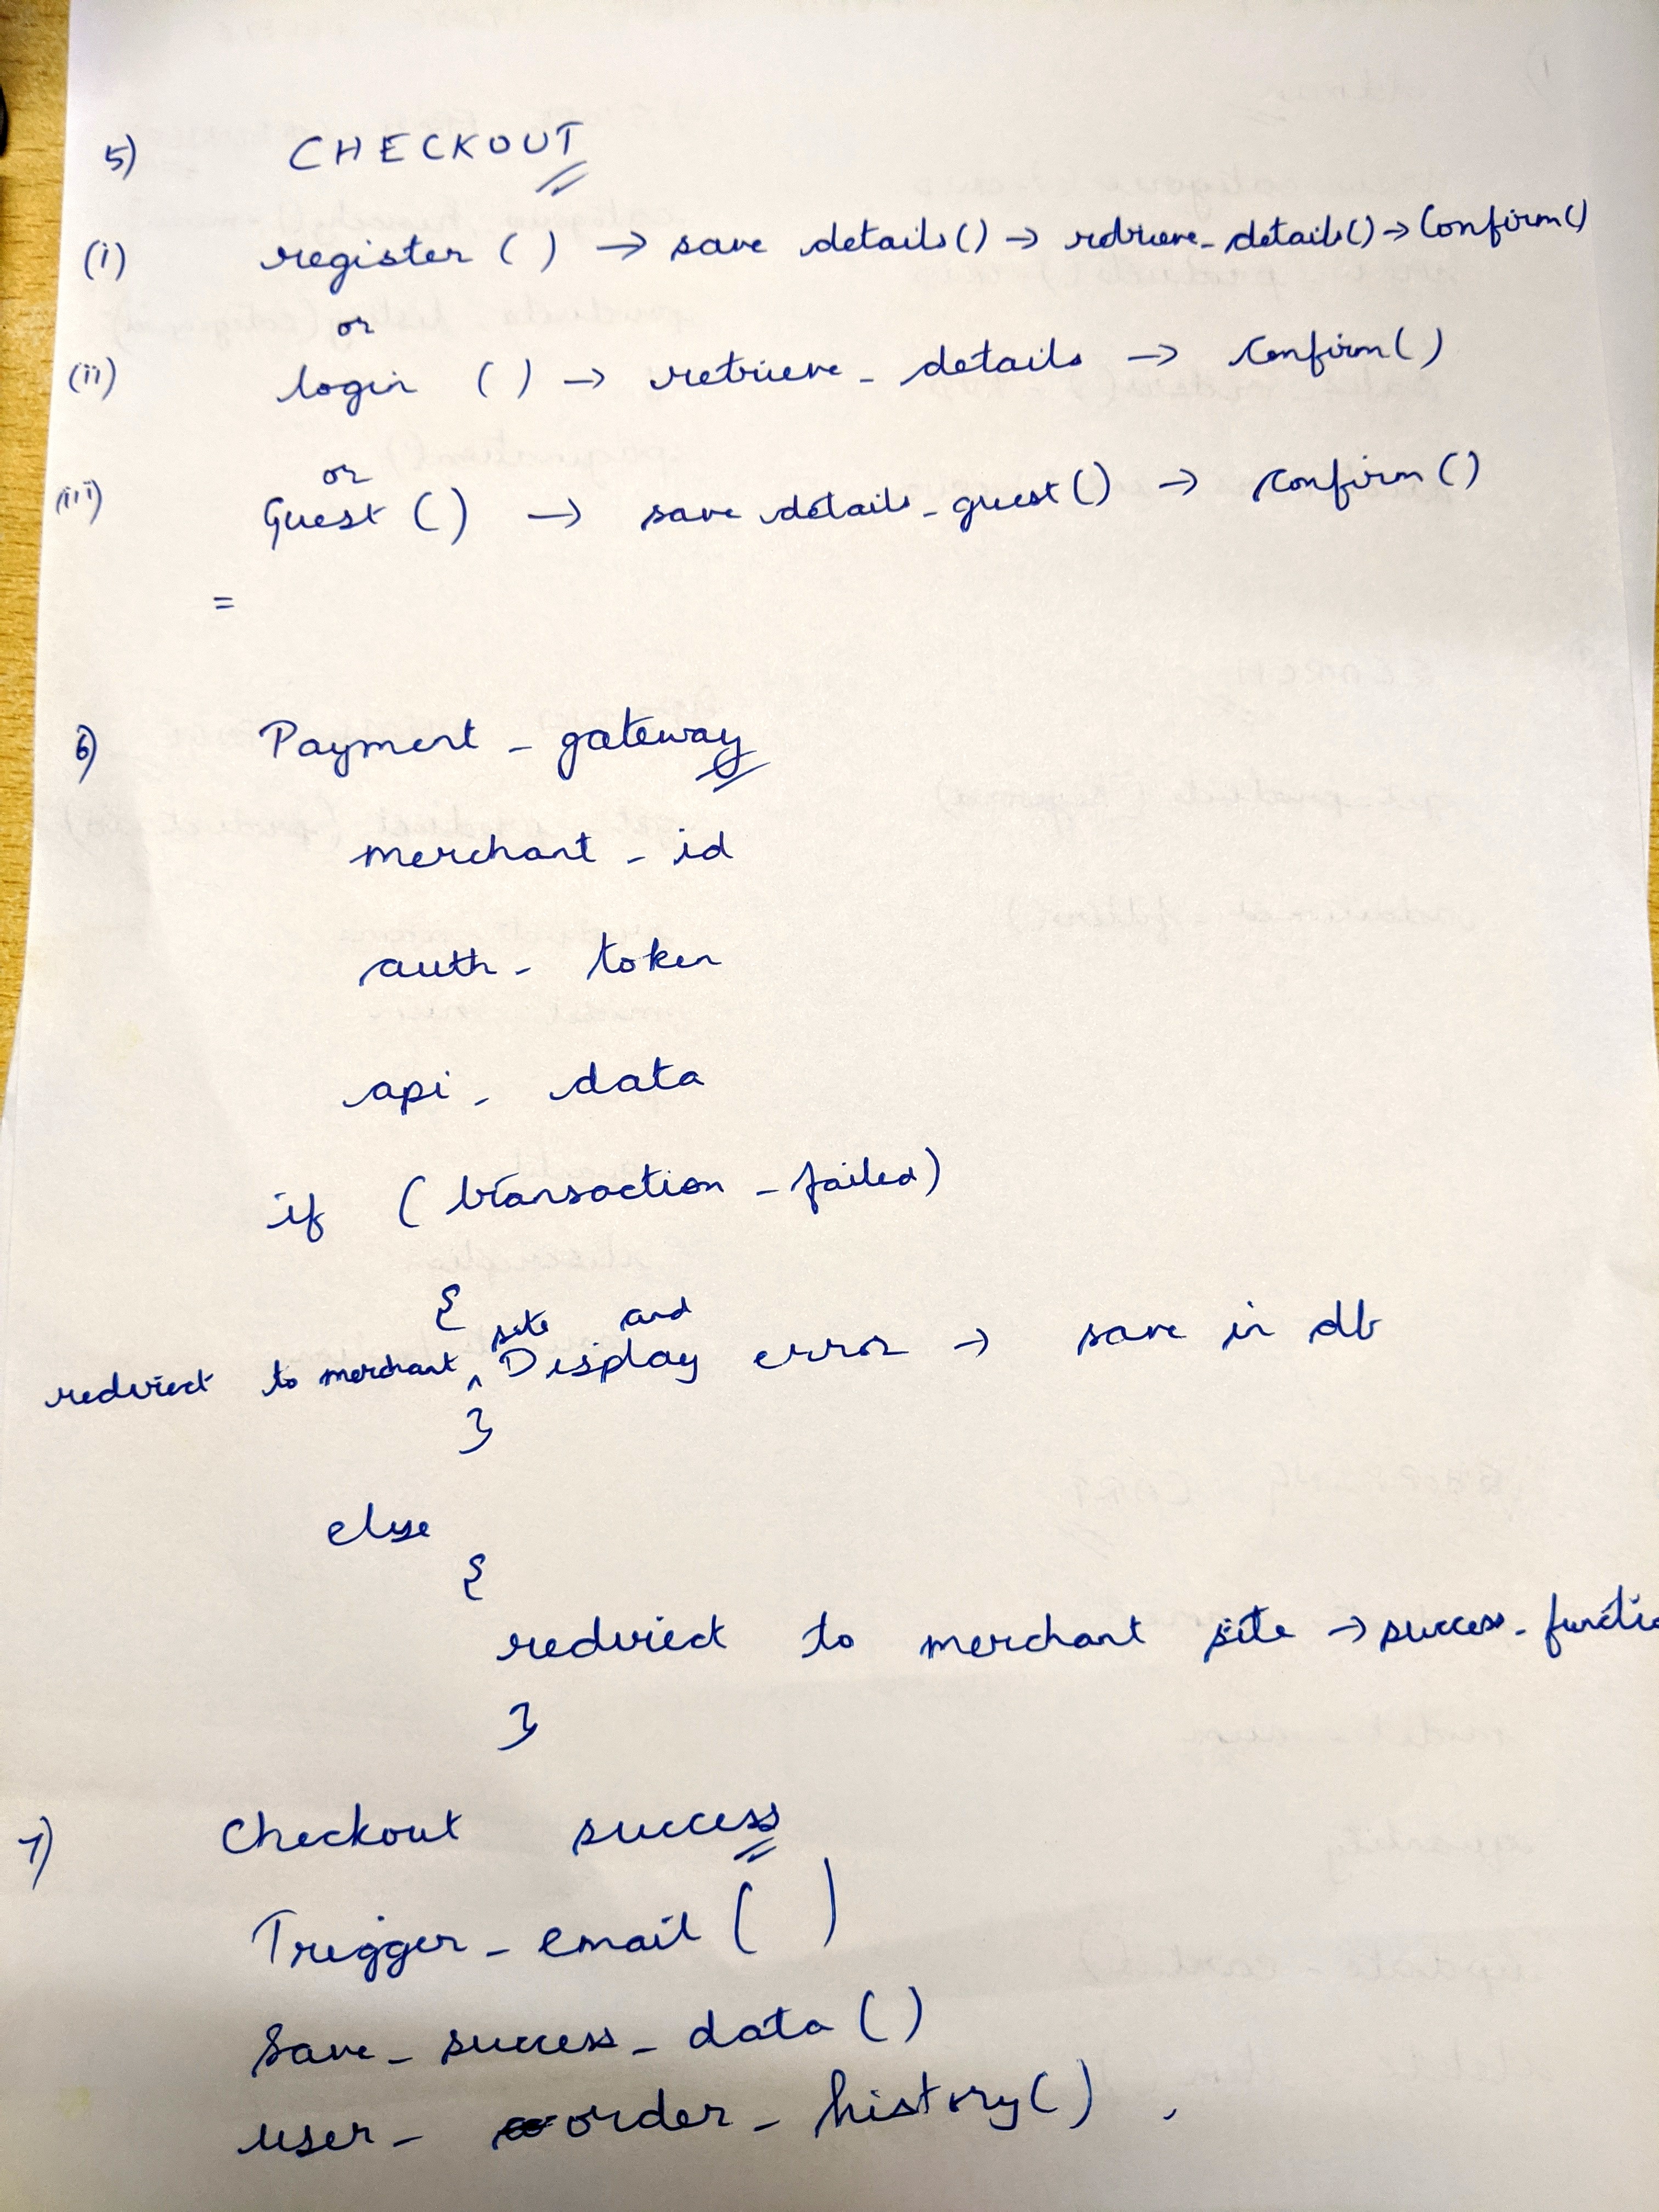 5) CHECKOUT
(i) register ( ) → save details() → retrieve_details() → Confirm()
or
(ii) login ( ) → retrieve_details → Confirm( )
or
(iii) Guest ( ) → save details_guest() → Confirm ( )
=
6) Payment_gateway
merchant_id
auth_token
api_data
if (transaction_failed)
{
site and
redirect to merchant ^ Display error → save in db
}
else
{
redirect to merchant site → success_functio
}
7) Checkout success
Trigger_email ( )
Save_success_data ( )
user_order_history( ) ,